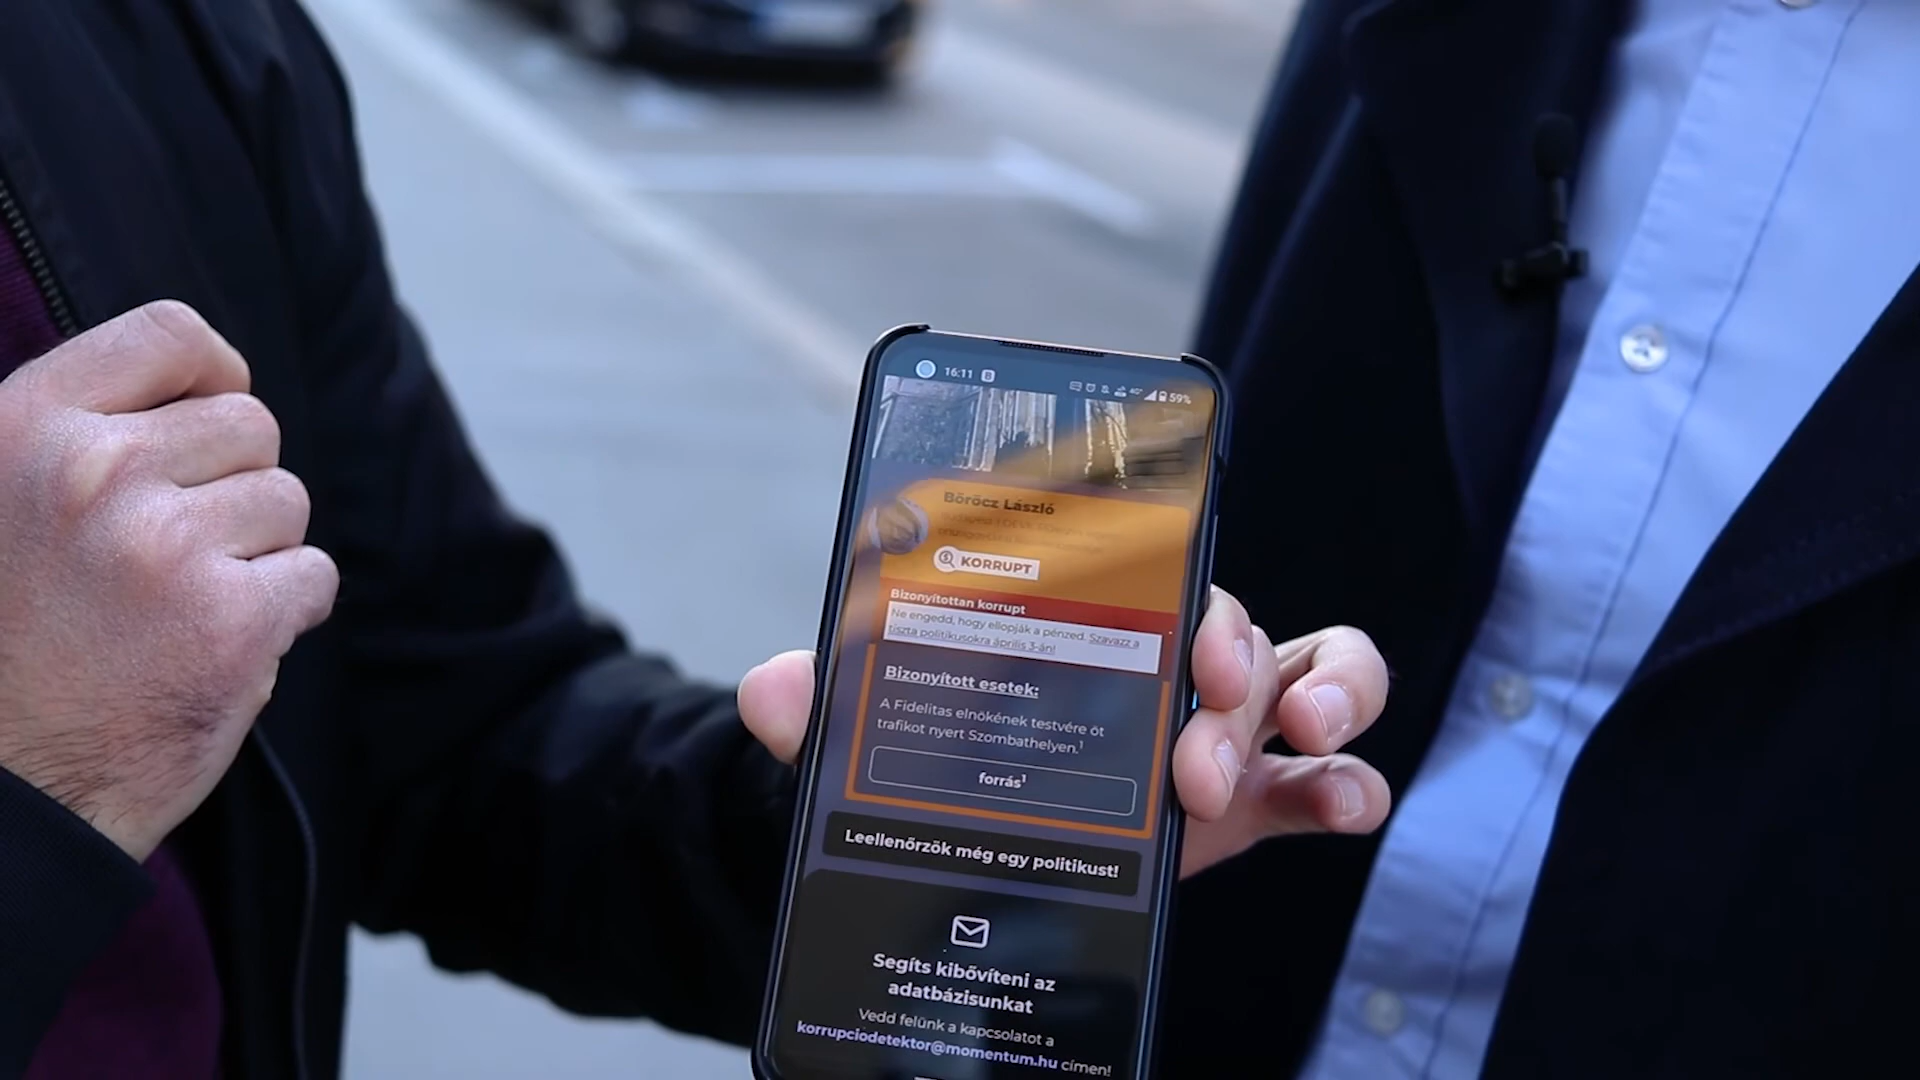 16:11
4G+ 59%
Böröcz László
KORRUPT
Bizonyítottan korrupt
Ne engedd, hogy ellopják a pénzed. Szavazz a
tiszta politikusokra április 3-án!
Bizonyított esetek:
A Fidelitas elnökének testvére öt
trafikot nyert Szombathelyen.¹
forrás¹
Leellenőrzök még egy politikust!
Segíts kibővíteni az
adatbázisunkat
Vedd felünk a kapcsolatot a
korrupciodetektor@momentum.hu címen!